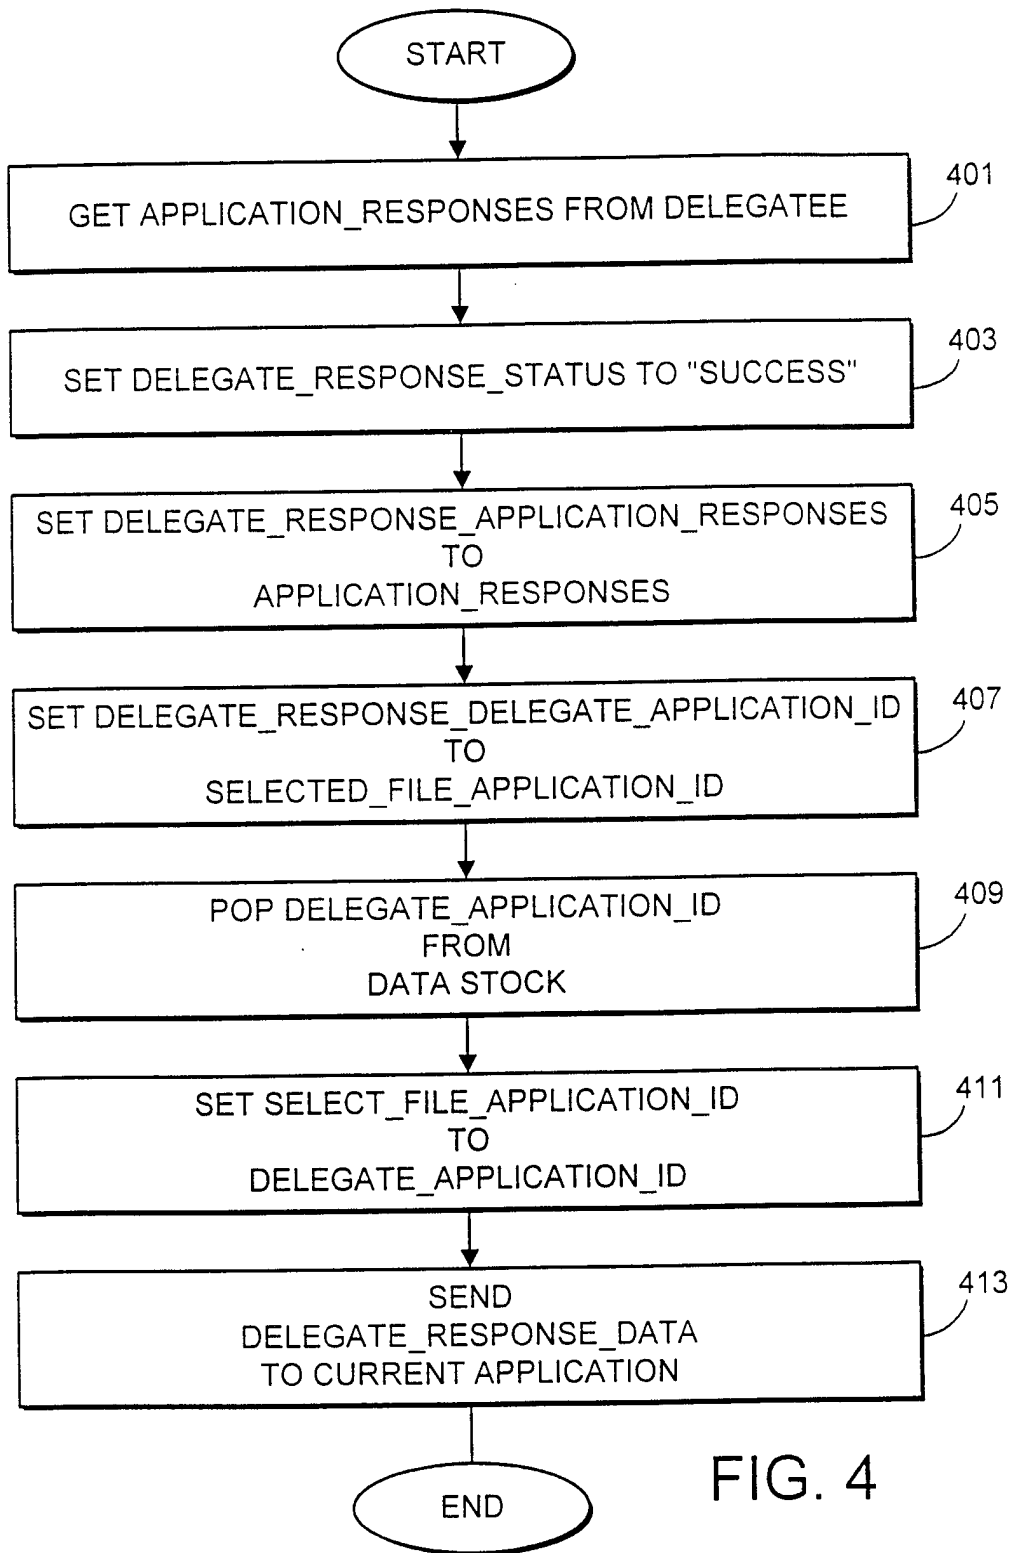 START
GET APPLICATION_RESPONSES FROM DELEGATEE
401
SET DELEGATE_RESPONSE_STATUS TO "SUCCESS"
403
SET DELEGATE_RESPONSE_APPLICATION_RESPONSES
TO
APPLICATION_RESPONSES
405
SET DELEGATE_RESPONSE_DELEGATE_APPLICATION_ID
TO
SELECTED_FILE_APPLICATION_ID
407
POP DELEGATE_APPLICATION_ID
FROM
DATA STOCK
409
SET SELECT_FILE_APPLICATION_ID
TO
DELEGATE_APPLICATION_ID
411
SEND
DELEGATE_RESPONSE_DATA
TO CURRENT APPLICATION
413
END
FIG. 4